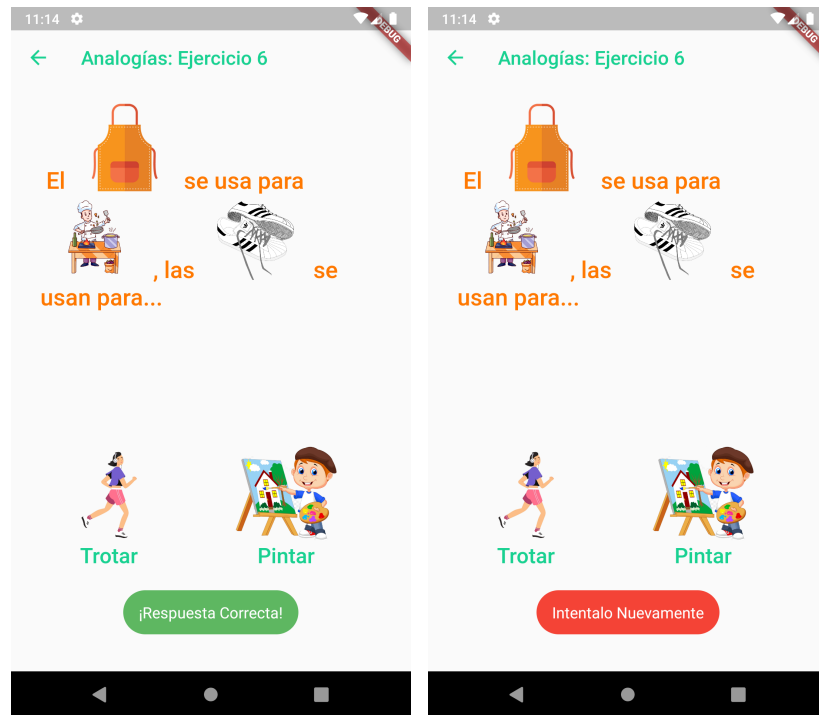 11:14
DEBUG
Analogías: Ejercicio 6
El se usa para
, las se
usan para...
Trotar Pintar
¡Respuesta Correcta!
11:14
DEBUG
Analogías: Ejercicio 6
El se usa para
, las se
usan para...
Trotar Pintar
Intentalo Nuevamente